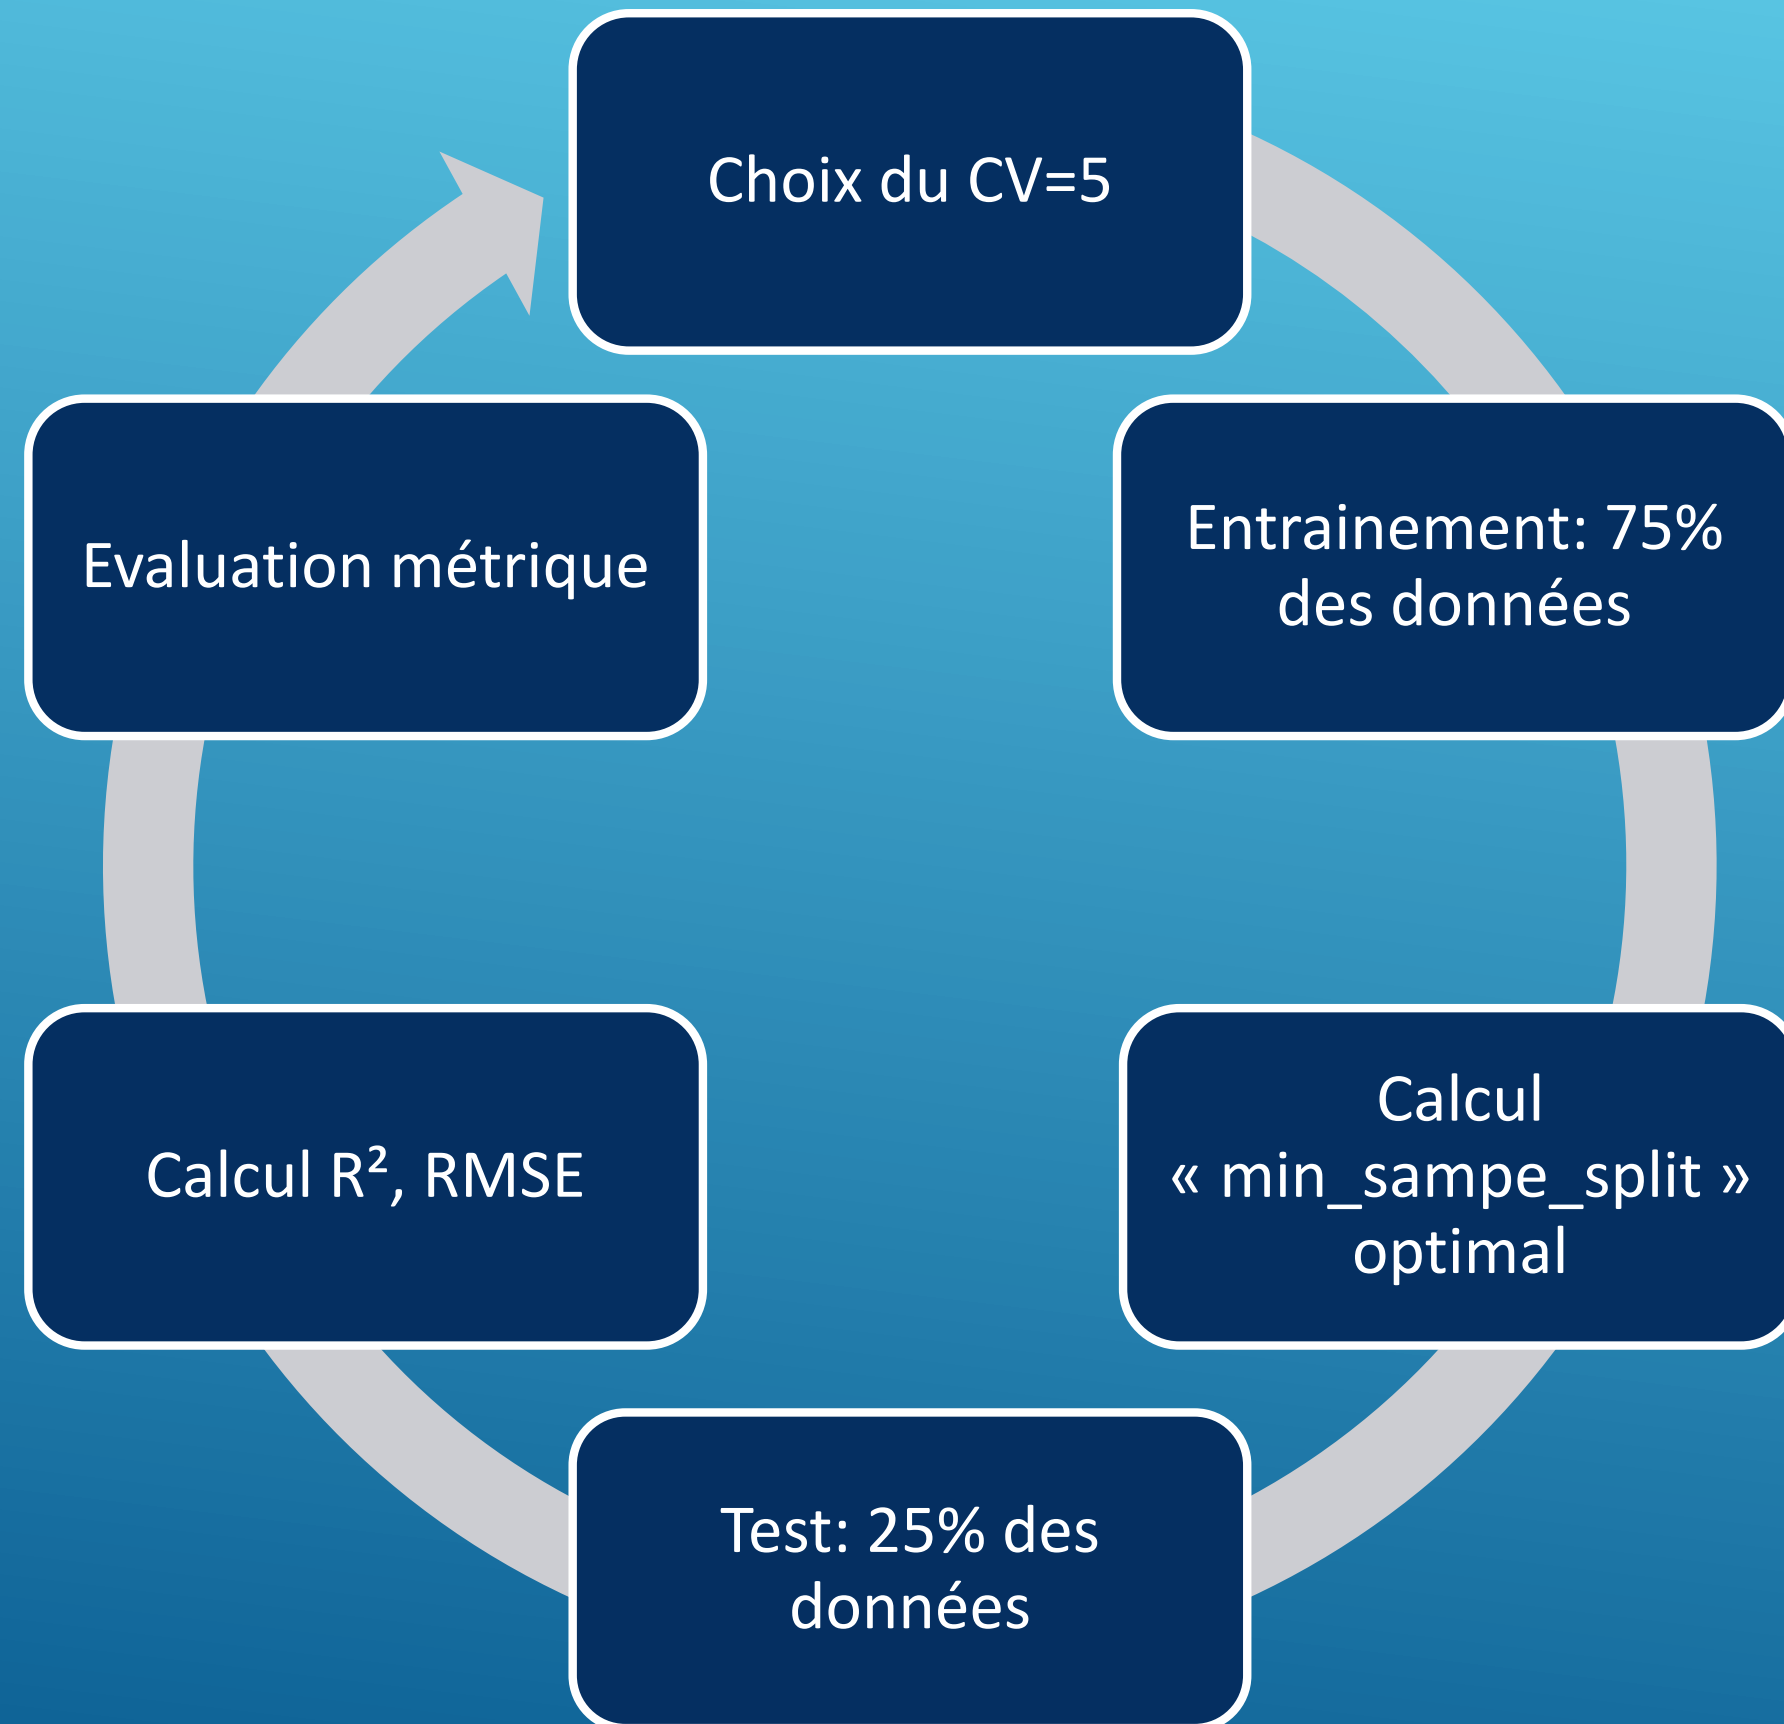 Choix du CV=5
Entrainement: 75%
des données
Calcul
« min_sampe_split »
optimal
Test: 25% des
données
Calcul R², RMSE
Evaluation métrique